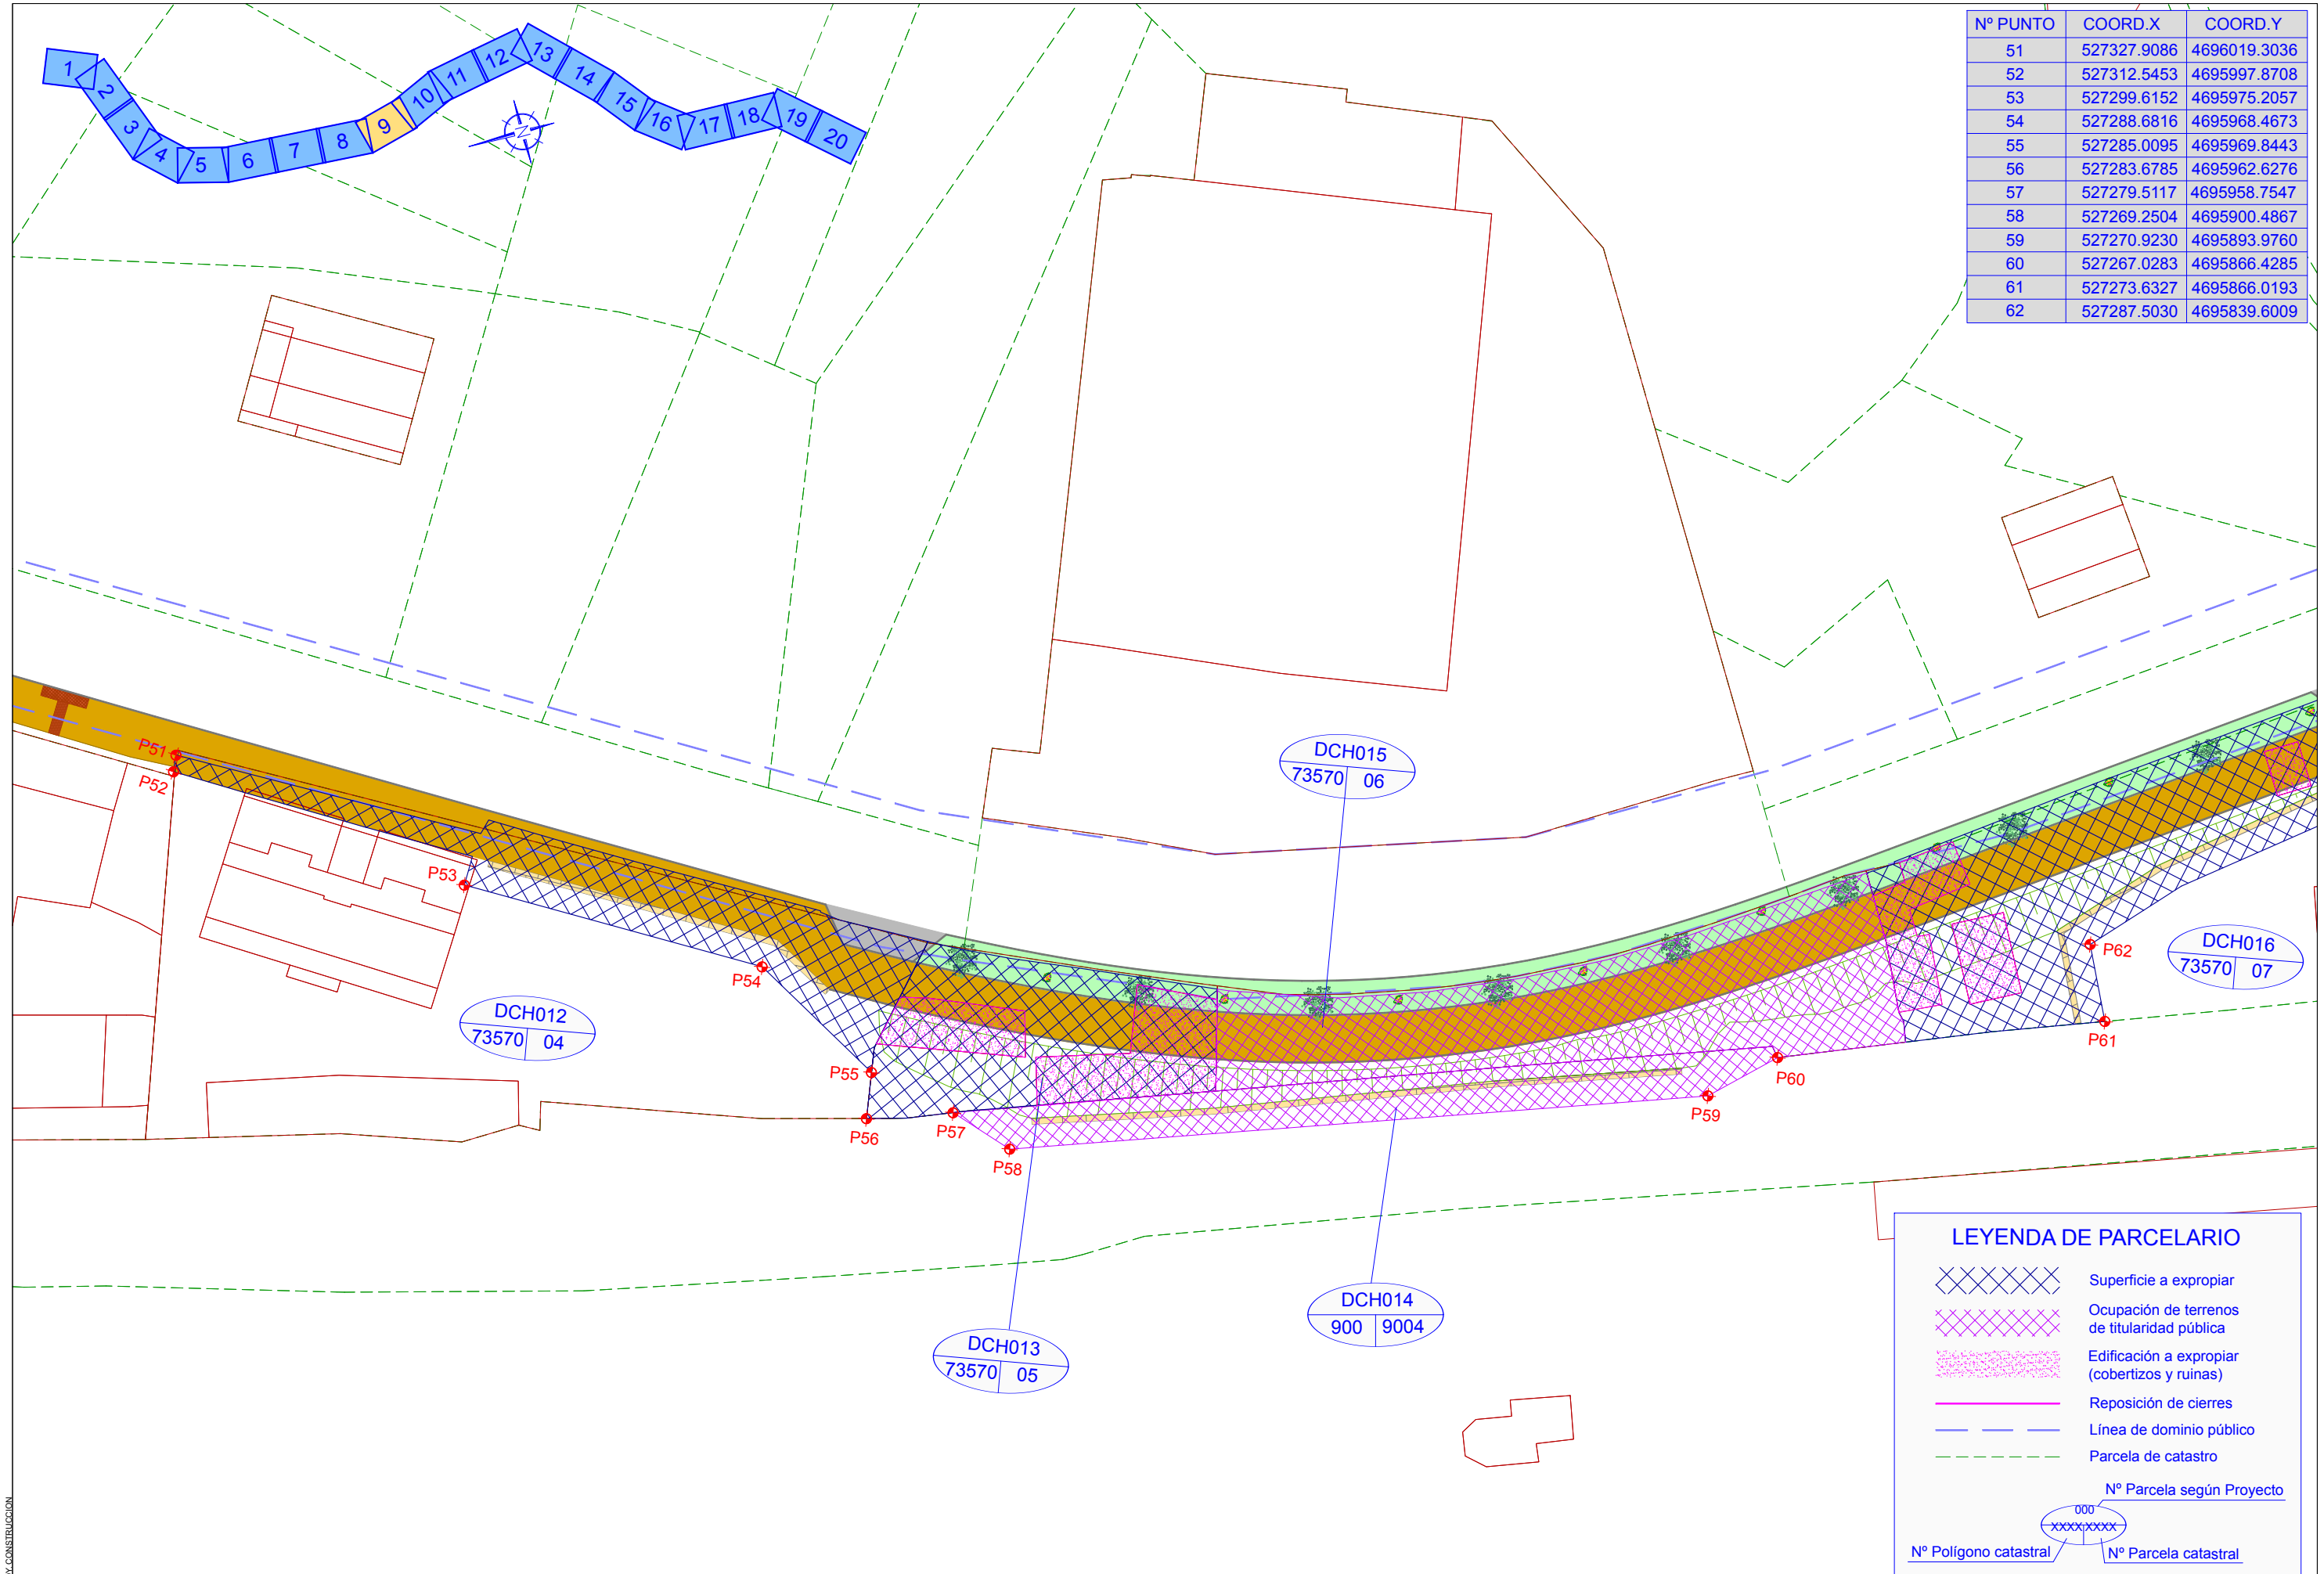 1
2
3
4
5
6
7
8
9
10
11
12
13
14
15
16
17
18
19
20
N
Nº PUNTO COORD.X COORD.Y
51 527327.9086 4696019.3036
52 527312.5453 4695997.8708
53 527299.6152 4695975.2057
54 527288.6816 4695968.4673
55 527285.0095 4695969.8443
56 527283.6785 4695962.6276
57 527279.5117 4695958.7547
58 527269.2504 4695900.4867
59 527270.9230 4695893.9760
60 527267.0283 4695866.4285
61 527273.6327 4695866.0193
62 527287.5030 4695839.6009
P51
P52
P53
P54
P55
P56
P57
P58
P59
P60
P61
P62
DCH015
73570 06
DCH016
73570 07
DCH012
73570 04
DCH014
900 9004
DCH013
73570 05
LEYENDA DE PARCELARIO
Superficie a expropiar
Ocupación de terrenos
de titularidad pública
Edificación a expropiar
(cobertizos y ruinas)
Reposición de cierres
Línea de dominio público
Parcela de catastro
Nº Parcela según Proyecto
000
XXXX XXXX
Nº Polígono catastral
Nº Parcela catastral
CONSTRUCCION